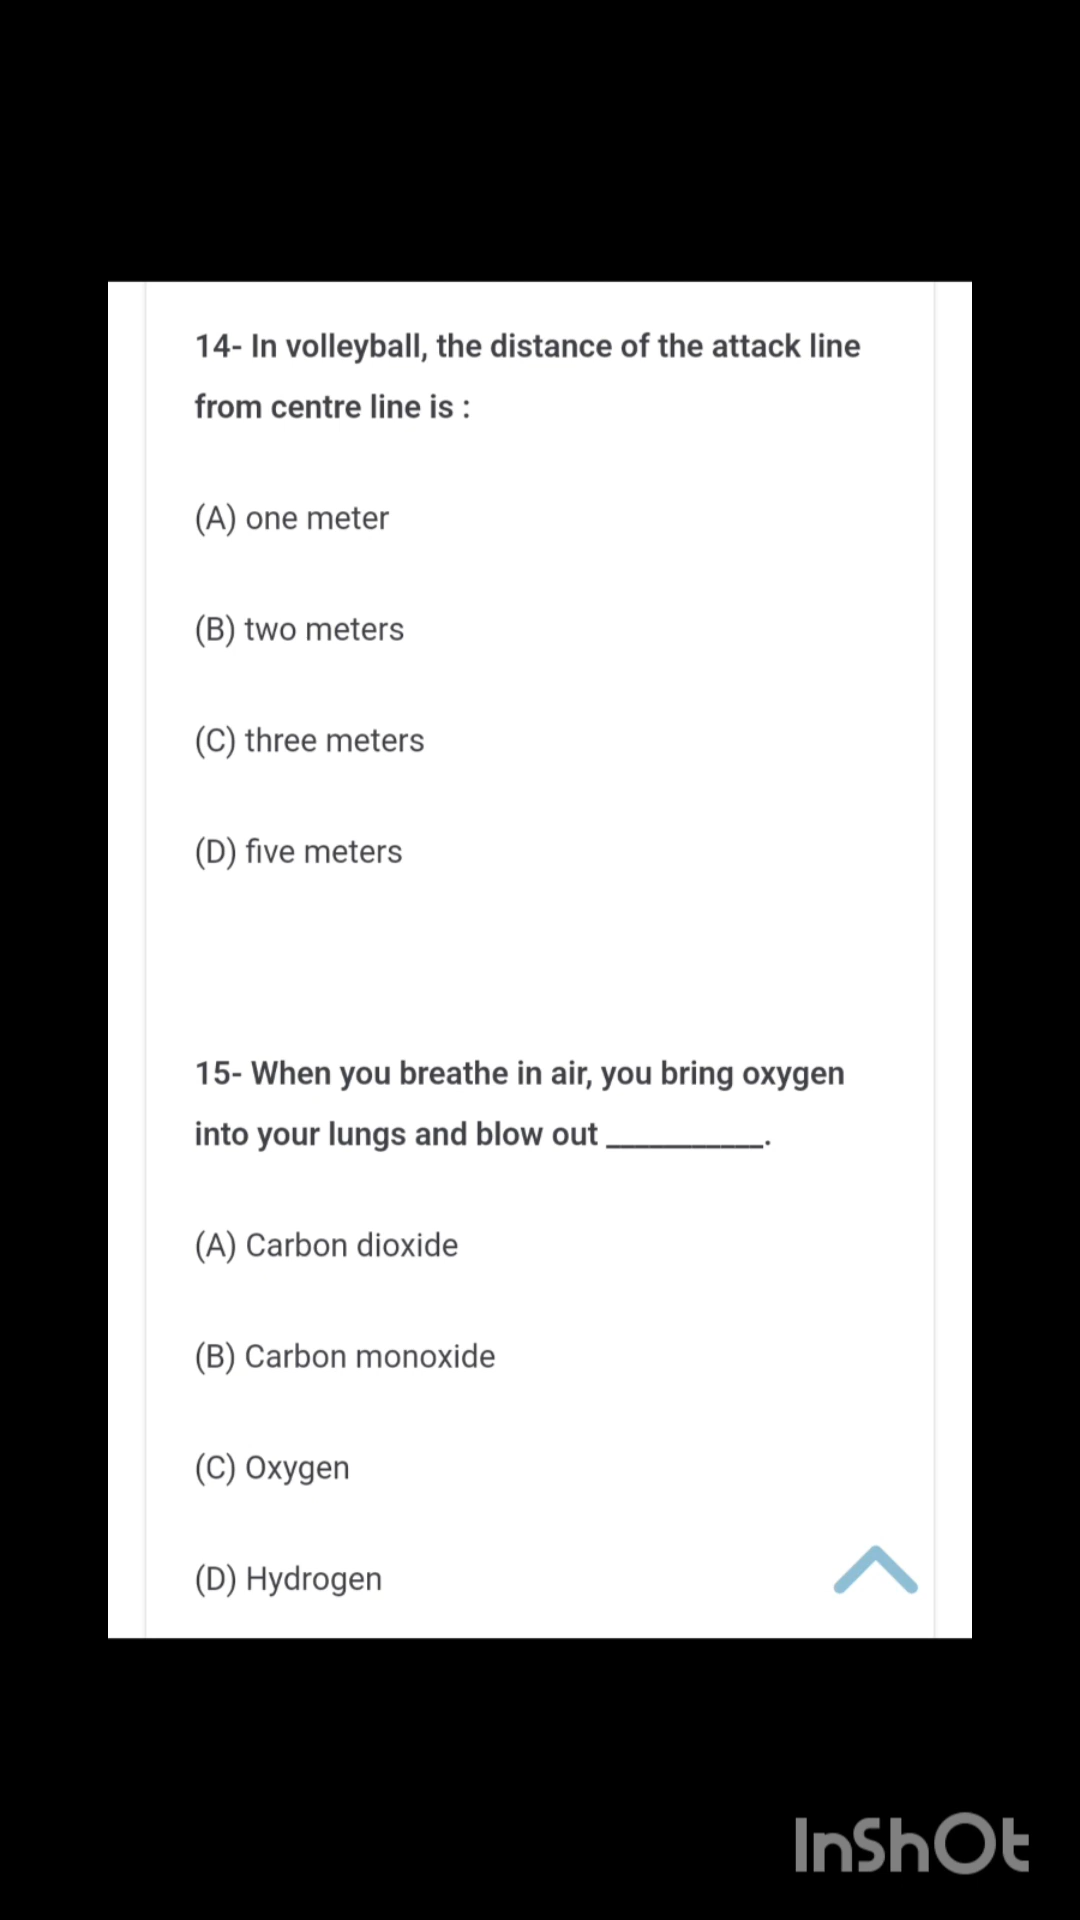 14- In volleyball, the distance of the attack line
from centre line is :
(A) one meter
(B) two meters
(C) three meters
(D) five meters
15- When you breathe in air, you bring oxygen
into your lungs and blow out ___________.
(A) Carbon dioxide
(B) Carbon monoxide
(C) Oxygen
(D) Hydrogen
InShOt